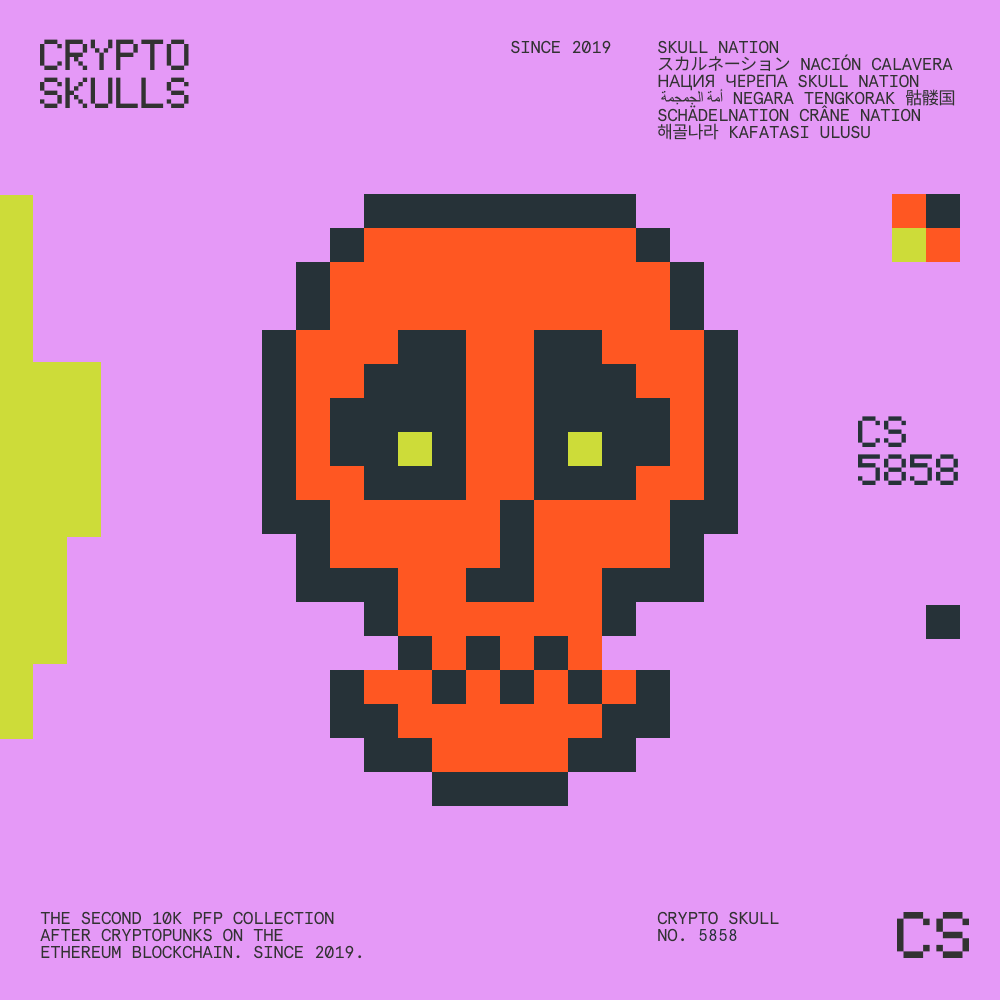 CRYPTO
SKULLS
SINCE 2019
SKULL NATION
スカルネーション NACIÓN CALAVERA
НАЦИЯ ЧЕРЕПА SKULL NATION
أمة الجمجمة NEGARA TENGKORAK 骷髅国
SCHÄDELNATION CRÂNE NATION
해골나라 KAFATASI ULUSU
CS
5858
THE SECOND 10K PFP COLLECTION
AFTER CRYPTOPUNKS ON THE
ETHEREUM BLOCKCHAIN. SINCE 2019.
CRYPTO SKULL
NO. 5858
CS